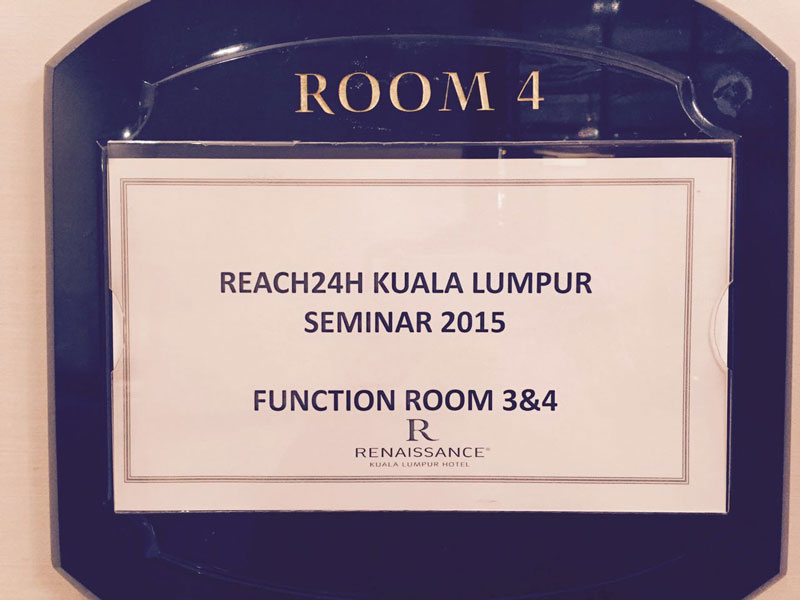 ROOM 4
REACH24H KUALA LUMPUR
SEMINAR 2015
FUNCTION ROOM 3&4
R
RENAISSANCE®
KUALA LUMPUR HOTEL